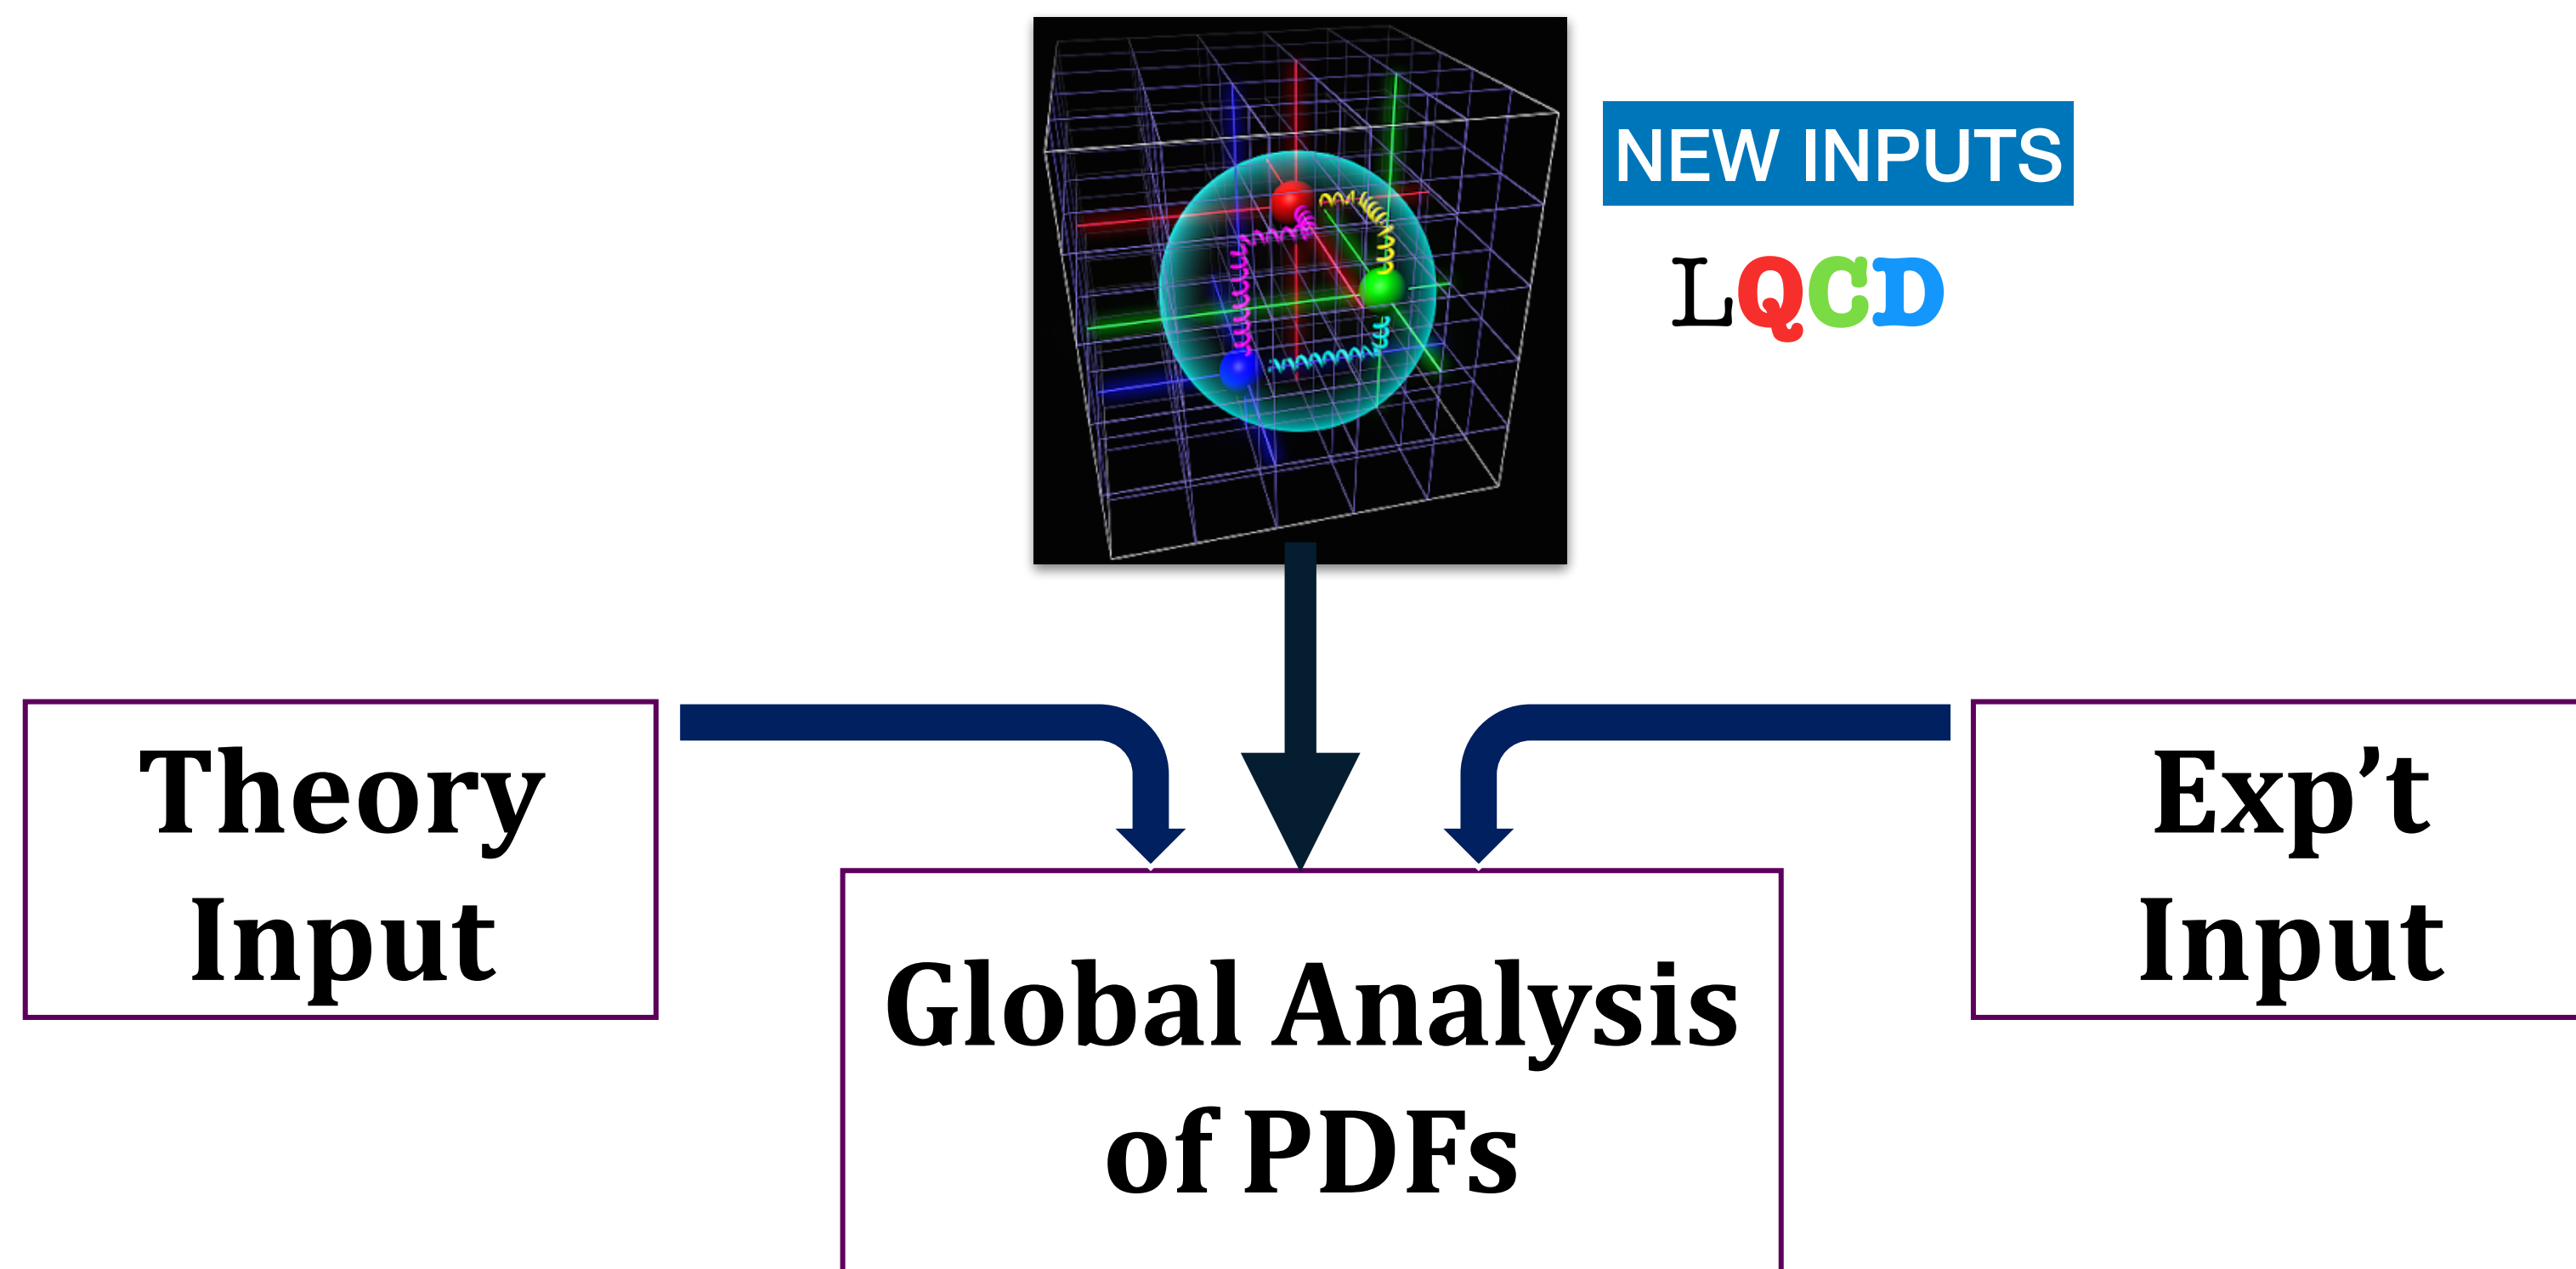 NEW INPUTS
LQCD
Theory
Input
Exp’t
Input
Global Analysis
of PDFs